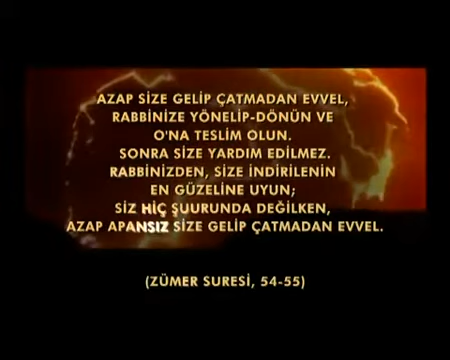 AZAP SİZE GELİP ÇATMADAN EVVEL,
RABBİNİZE YÖNELİP-DÖNÜN VE
O'NA TESLİM OLUN.
SONRA SİZE YARDIM EDİLMEZ.
RABBİNİZDEN, SİZE İNDİRİLENİN
EN GÜZELİNE UYUN;
SİZ HİÇ ŞUURUNDA DEĞİLKEN,
AZAP APANSIZ SİZE GELİP ÇATMADAN EVVEL.
(ZÜMER SURESİ, 54-55)